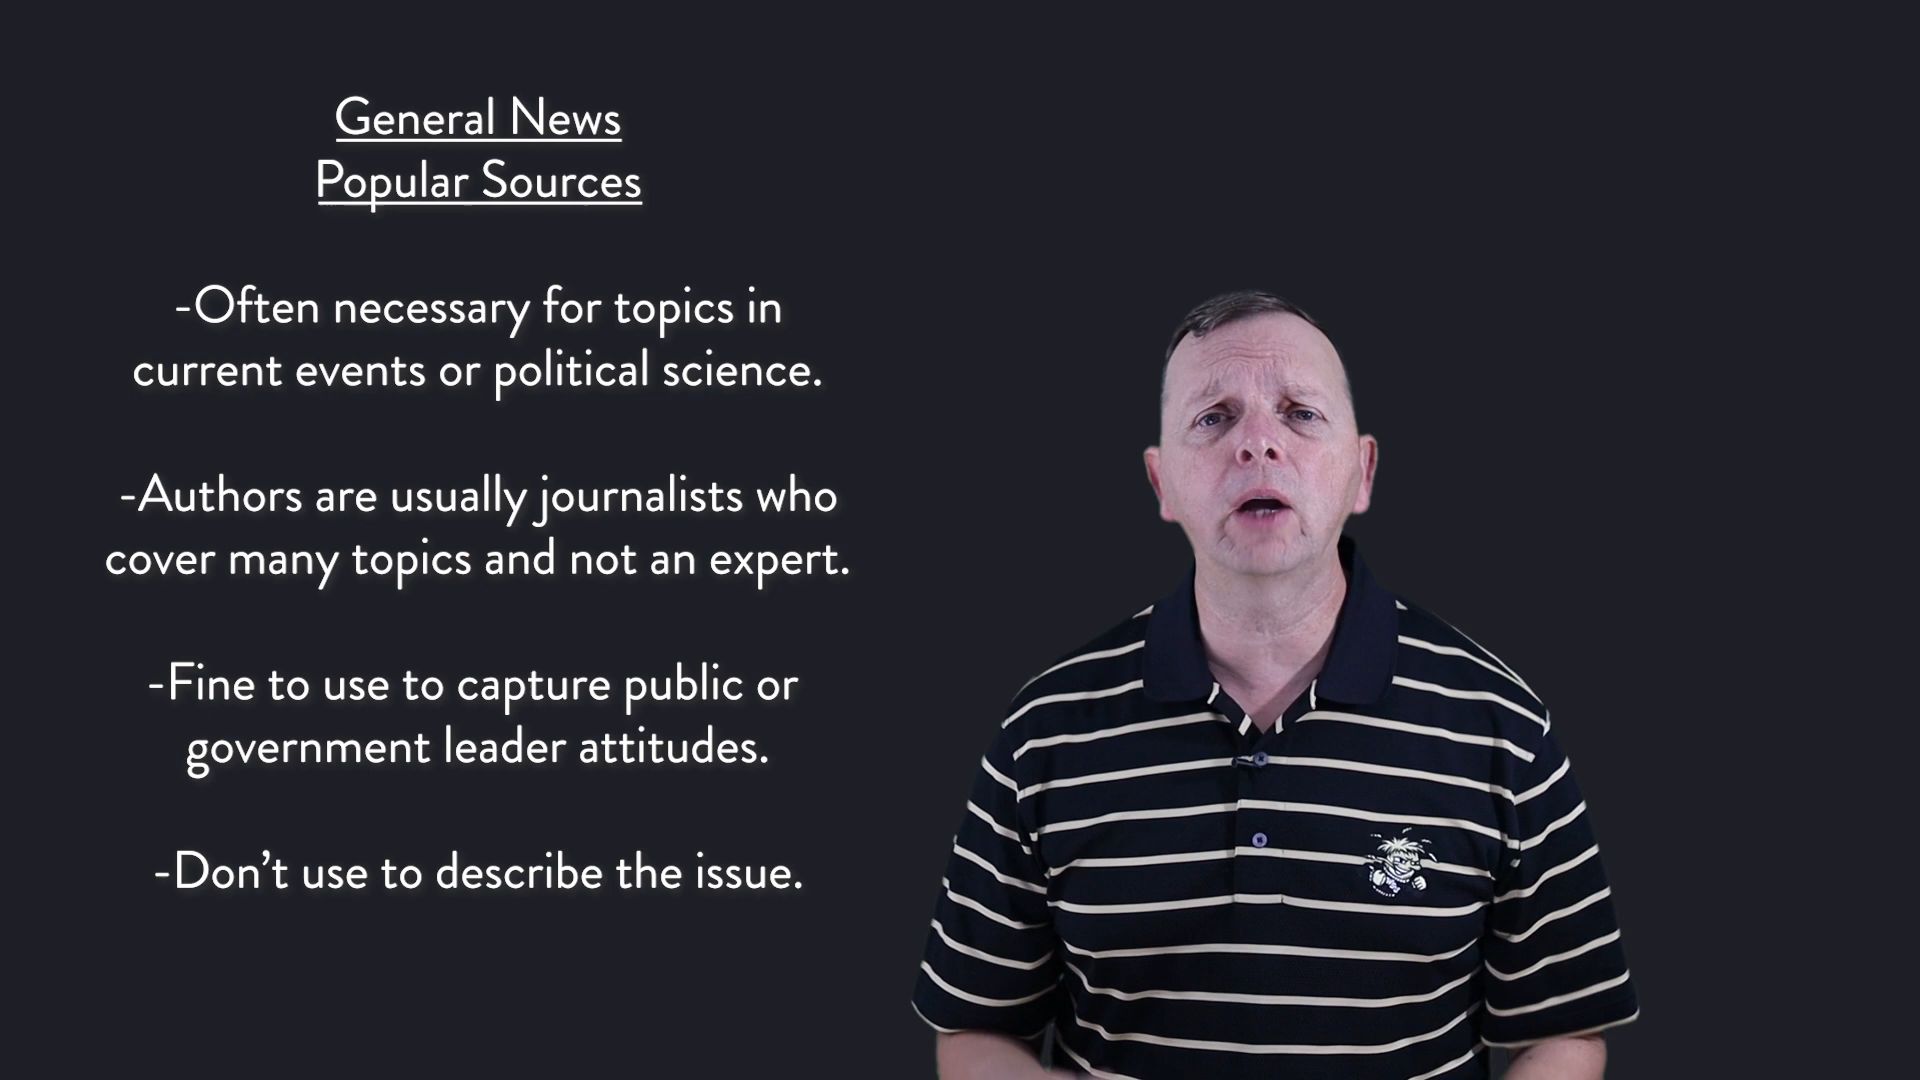 General News
Popular Sources
-Often necessary for topics in
current events or political science.
-Authors are usually journalists who
cover many topics and not an expert.
-Fine to use to capture public or
government leader attitudes.
-Don’t use to describe the issue.